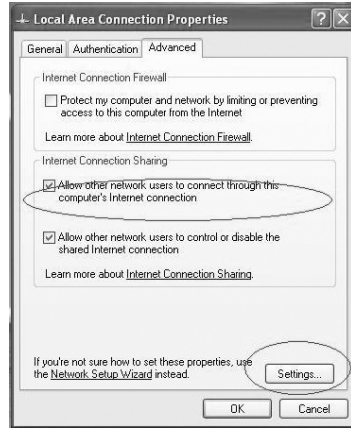 Local Area Connection Properties
General Authentication Advanced
Internet Connection Firewall
Protect my computer and network by limiting or preventing
access to this computer from the Internet
Learn more about Internet Connection Firewall.
Internet Connection Sharing
Allow other network users to connect through this
computer's Internet connection
Allow other network users to control or disable the
shared Internet connection
Learn more about Internet Connection Sharing.
If you're not sure how to set these properties, use
the Network Setup Wizard instead.
Settings...
OK Cancel